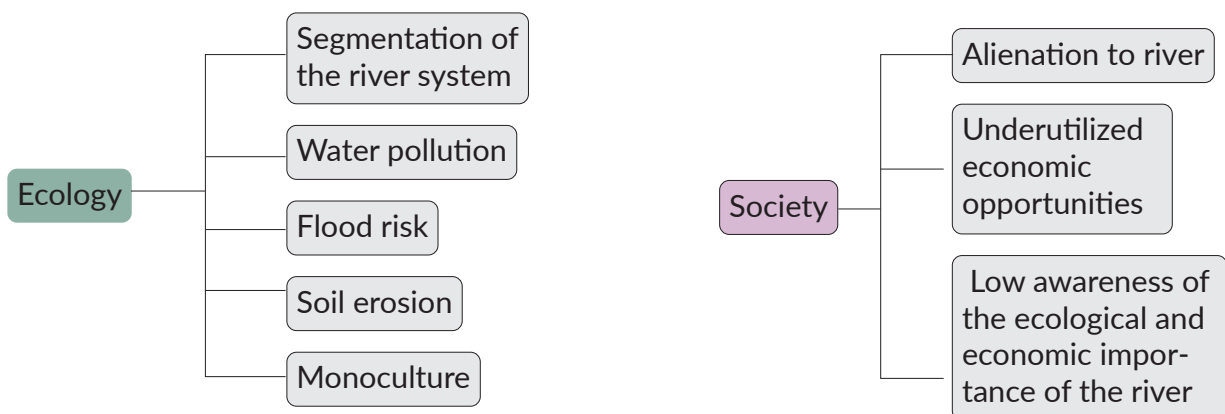 Ecology
Segmentation of
the river system
Water pollution
Flood risk
Soil erosion
Monoculture
Society
Alienation to river
Underutilized
economic
opportunities
Low awareness of
the ecological and
economic impor-
tance of the river